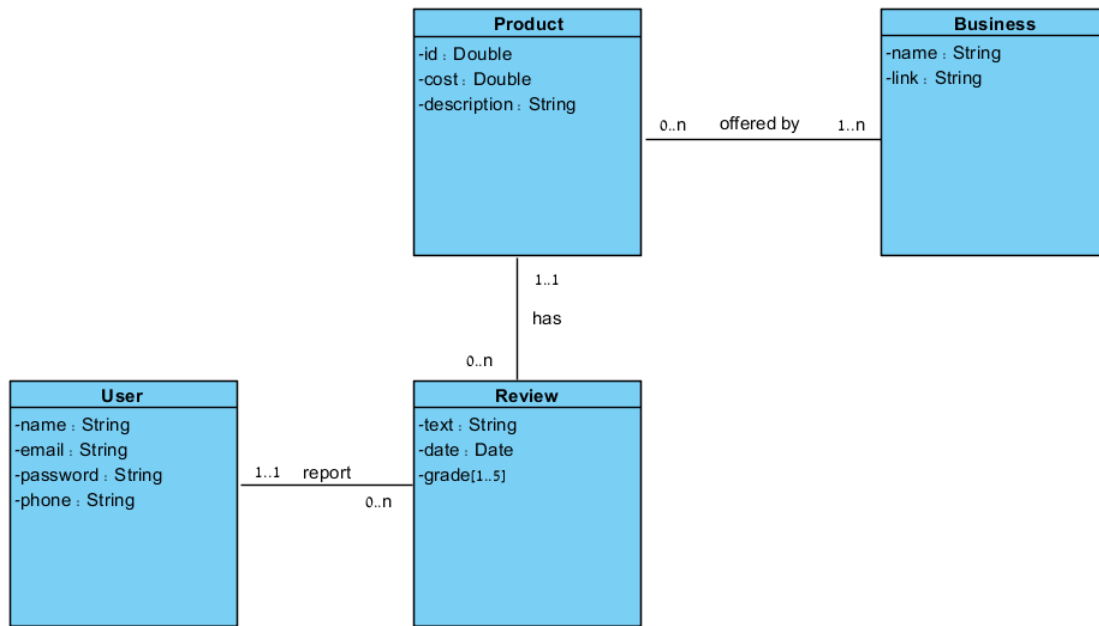 Product
-id : Double
-cost : Double
-description : String
Business
-name : String
-link : String
0..n
offered by
1..n
1..1
has
0..n
User
-name : String
-email : String
-password : String
-phone : String
1..1
report
0..n
Review
-text : String
-date : Date
-grade[1..5]